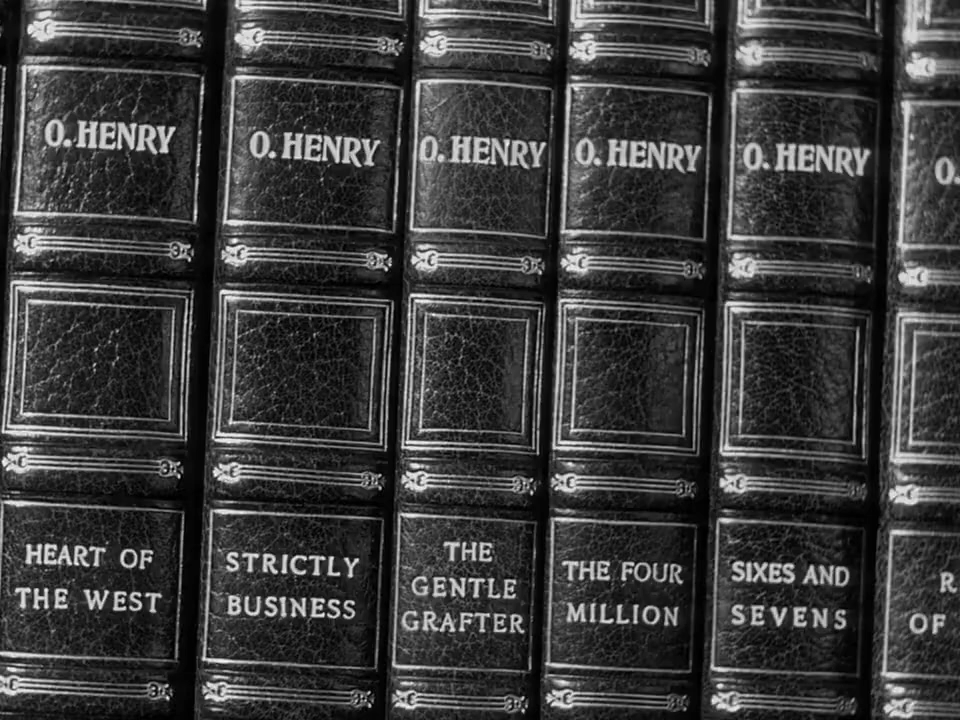 O. HENRY
HEART OF
THE WEST
O. HENRY
STRICTLY
BUSINESS
O. HENRY
THE
GENTLE
GRAFTER
O. HENRY
THE FOUR
MILLION
O. HENRY
SIXES AND
SEVENS
O.
R
OF